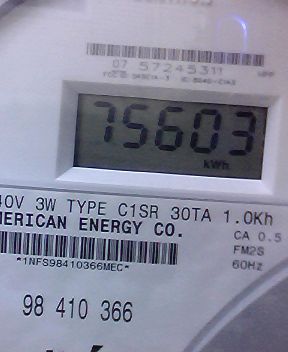 07 57245311
75603
kWh
40V 3W TYPE C1SR 30TA 1.0Kh
MERICAN ENERGY CO.
CA 0.5
FM2S
60Hz
*1NFS98410366MEC*
98 410 366